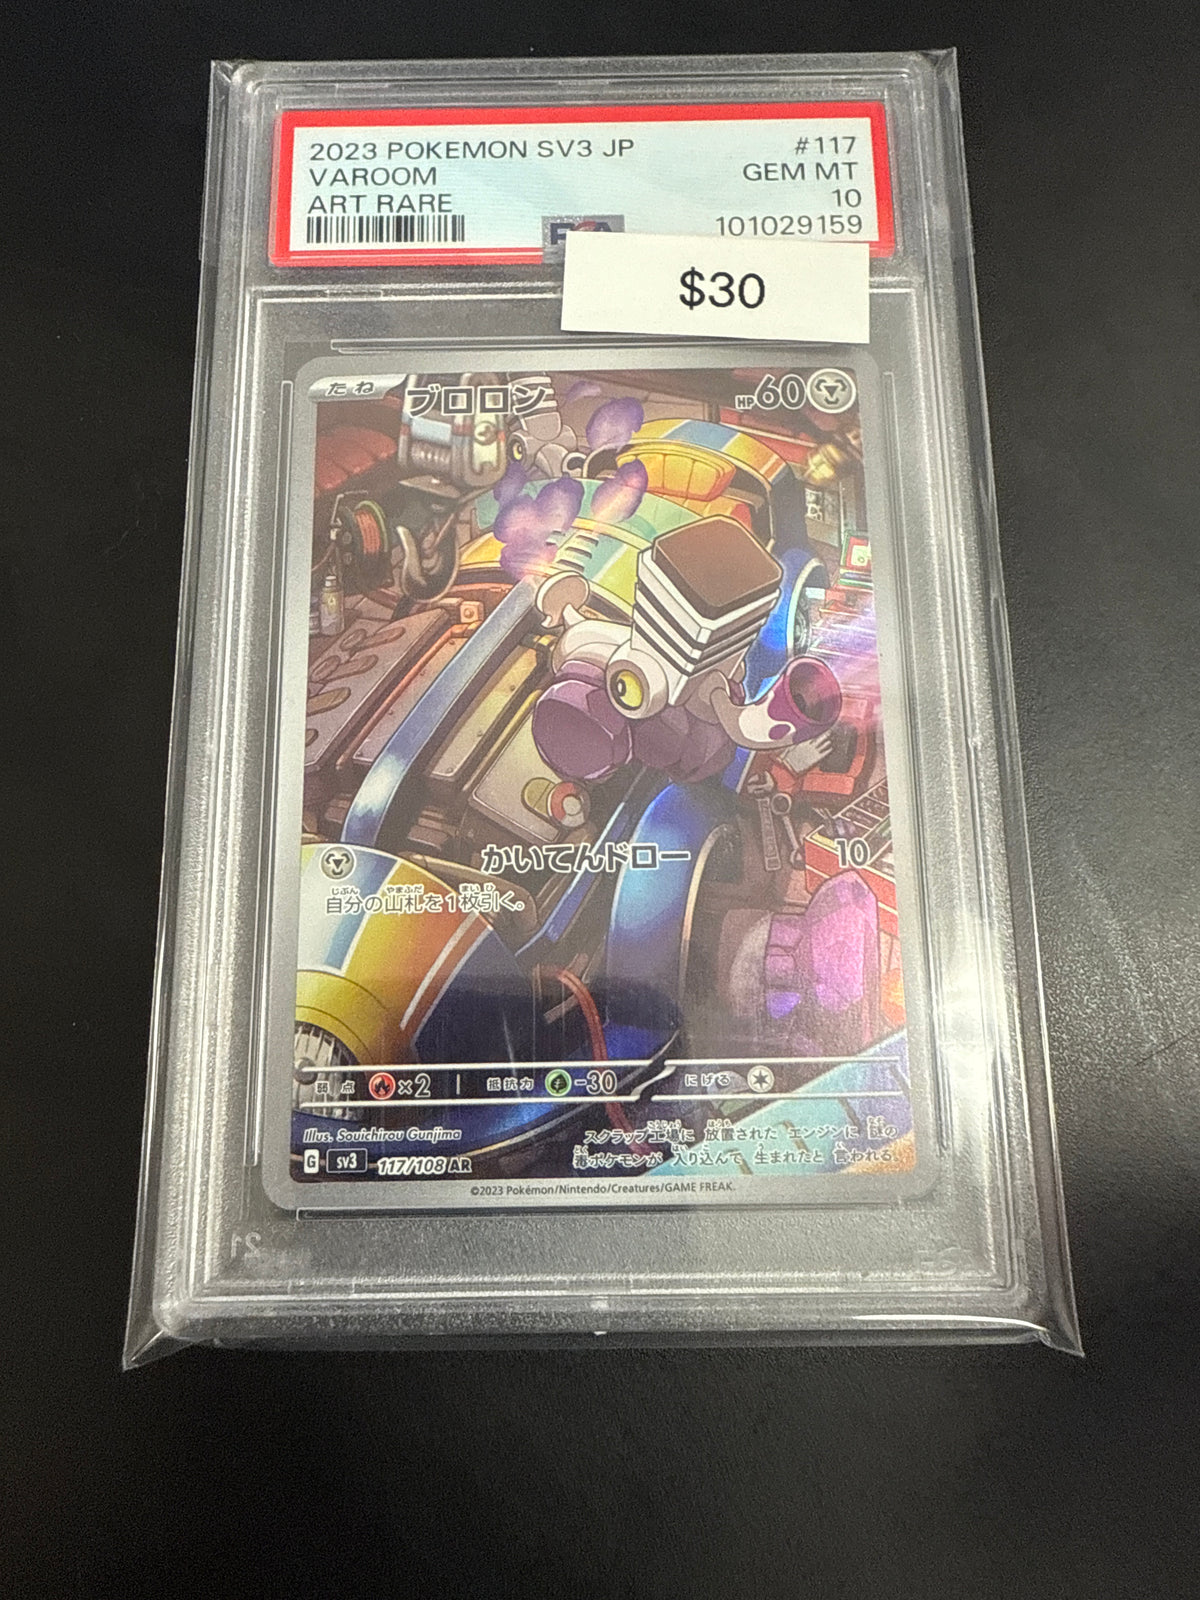 2023 POKEMON SV3 JP #117
VAROOM GEM MT
ART RARE 10
101029159
PSA
$30
たね ブロロン HP60
かいてんドロー 10
自分の山札を1枚引く。
弱点 ×2 抵抗力 -30 にげる
Illus. Souichirou Gunjima
スクラップ工場に 放置された エンジンに 謎の
毒ポケモンが 入り込んで 生まれたと 言われる。
G sv3 117/108 AR
©2023 Pokémon/Nintendo/Creatures/GAME FREAK.